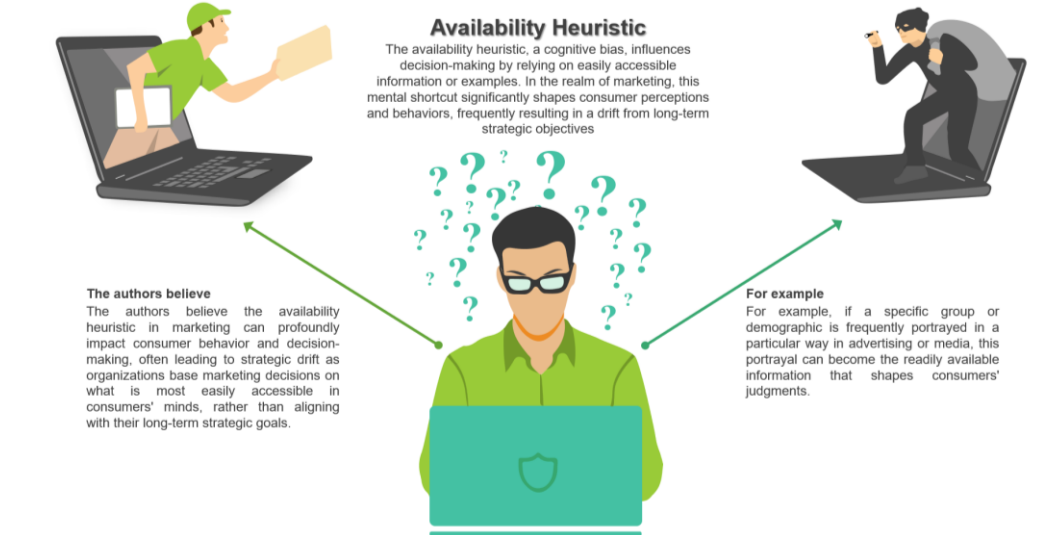 Availability Heuristic
The availability heuristic, a cognitive bias, influences
decision-making by relying on easily accessible
information or examples. In the realm of marketing, this
mental shortcut significantly shapes consumer perceptions
and behaviors, frequently resulting in a drift from long-term
strategic objectives
? ? ? ? ? ? ? ? ? ? ? ? ? ? ? ? ? ? ? ? ?
The authors believe
The authors believe the availability
heuristic in marketing can profoundly
impact consumer behavior and decision-
making, often leading to strategic drift as
organizations base marketing decisions on
what is most easily accessible in
consumers' minds, rather than aligning
with their long-term strategic goals.
For example
For example, if a specific group or
demographic is frequently portrayed in a
particular way in advertising or media, this
portrayal can become the readily available
information that shapes consumers'
judgments.